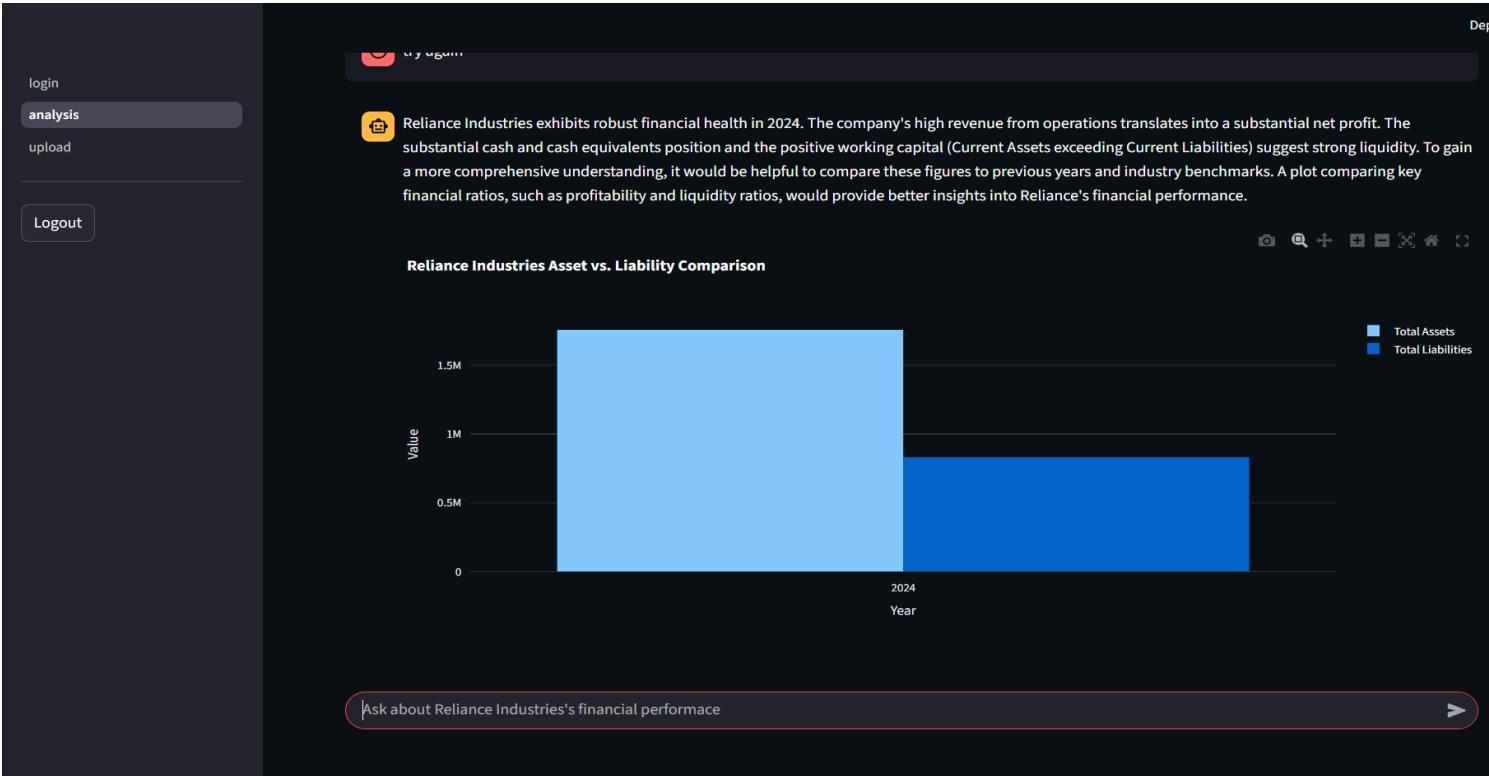 Dep
login
analysis
upload
Logout
try again
Reliance Industries exhibits robust financial health in 2024. The company's high revenue from operations translates into a substantial net profit. The
substantial cash and cash equivalents position and the positive working capital (Current Assets exceeding Current Liabilities) suggest strong liquidity. To gain
a more comprehensive understanding, it would be helpful to compare these figures to previous years and industry benchmarks. A plot comparing key
financial ratios, such as profitability and liquidity ratios, would provide better insights into Reliance's financial performance.
Reliance Industries Asset vs. Liability Comparison
Total Assets
Total Liabilities
1.5M
1M
0.5M
0
Value
2024
Year
Ask about Reliance Industries's financial performace